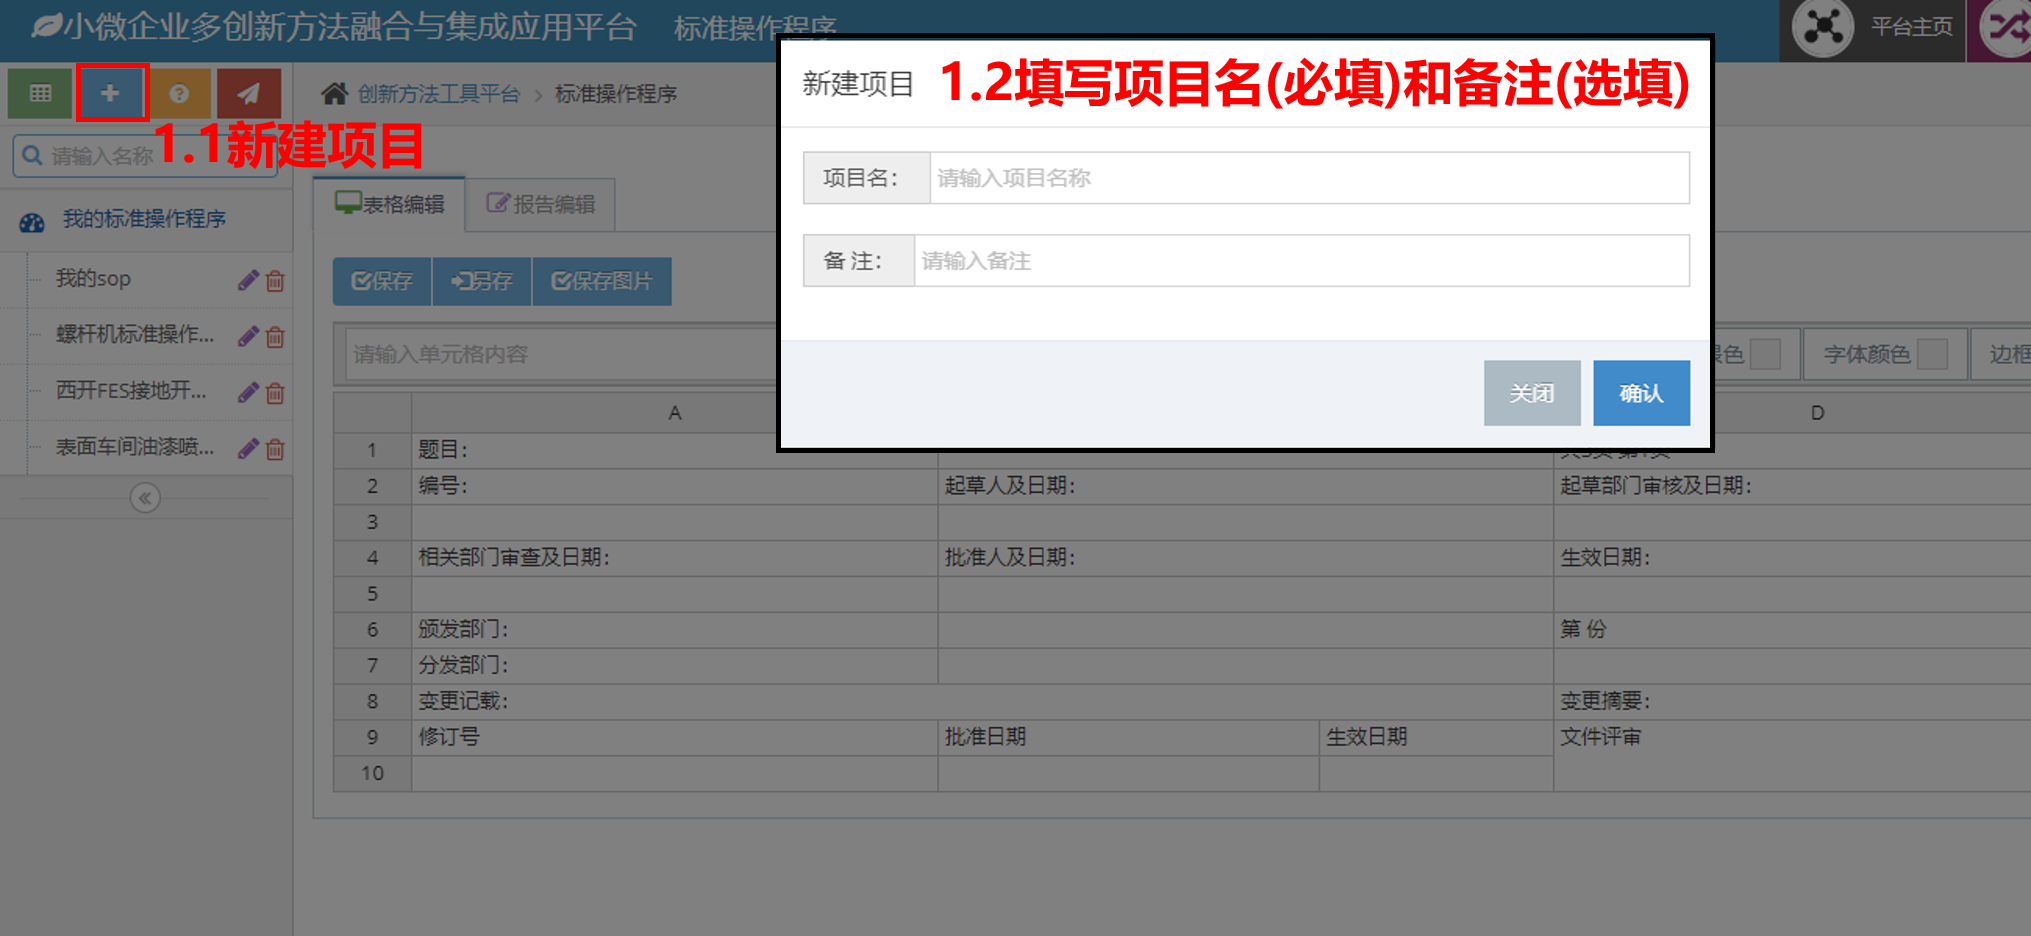 小微企业多创新方法融合与集成应用平台 标准操作程序
平台主页
创新方法工具平台 > 标准操作程序
1.1新建项目
请输入名称
我的标准操作程序
我的sop
螺杆机标准操作...
西开FES接地开...
表面车间油漆喷...
表格编辑
报告编辑
保存
另存
保存图片
请输入单元格内容
新建项目
1.2填写项目名(必填)和备注(选填)
项目名：
请输入项目名称
备 注：
请输入备注
关闭
确认
字体颜色
边框
A D
1 题目：
2 编号： 起草人及日期： 起草部门审核及日期：
3
4 相关部门审查及日期： 批准人及日期： 生效日期：
5
6 颁发部门： 第 份
7 分发部门：
8 变更记载： 变更摘要：
9 修订号 批准日期 生效日期 文件评审
10